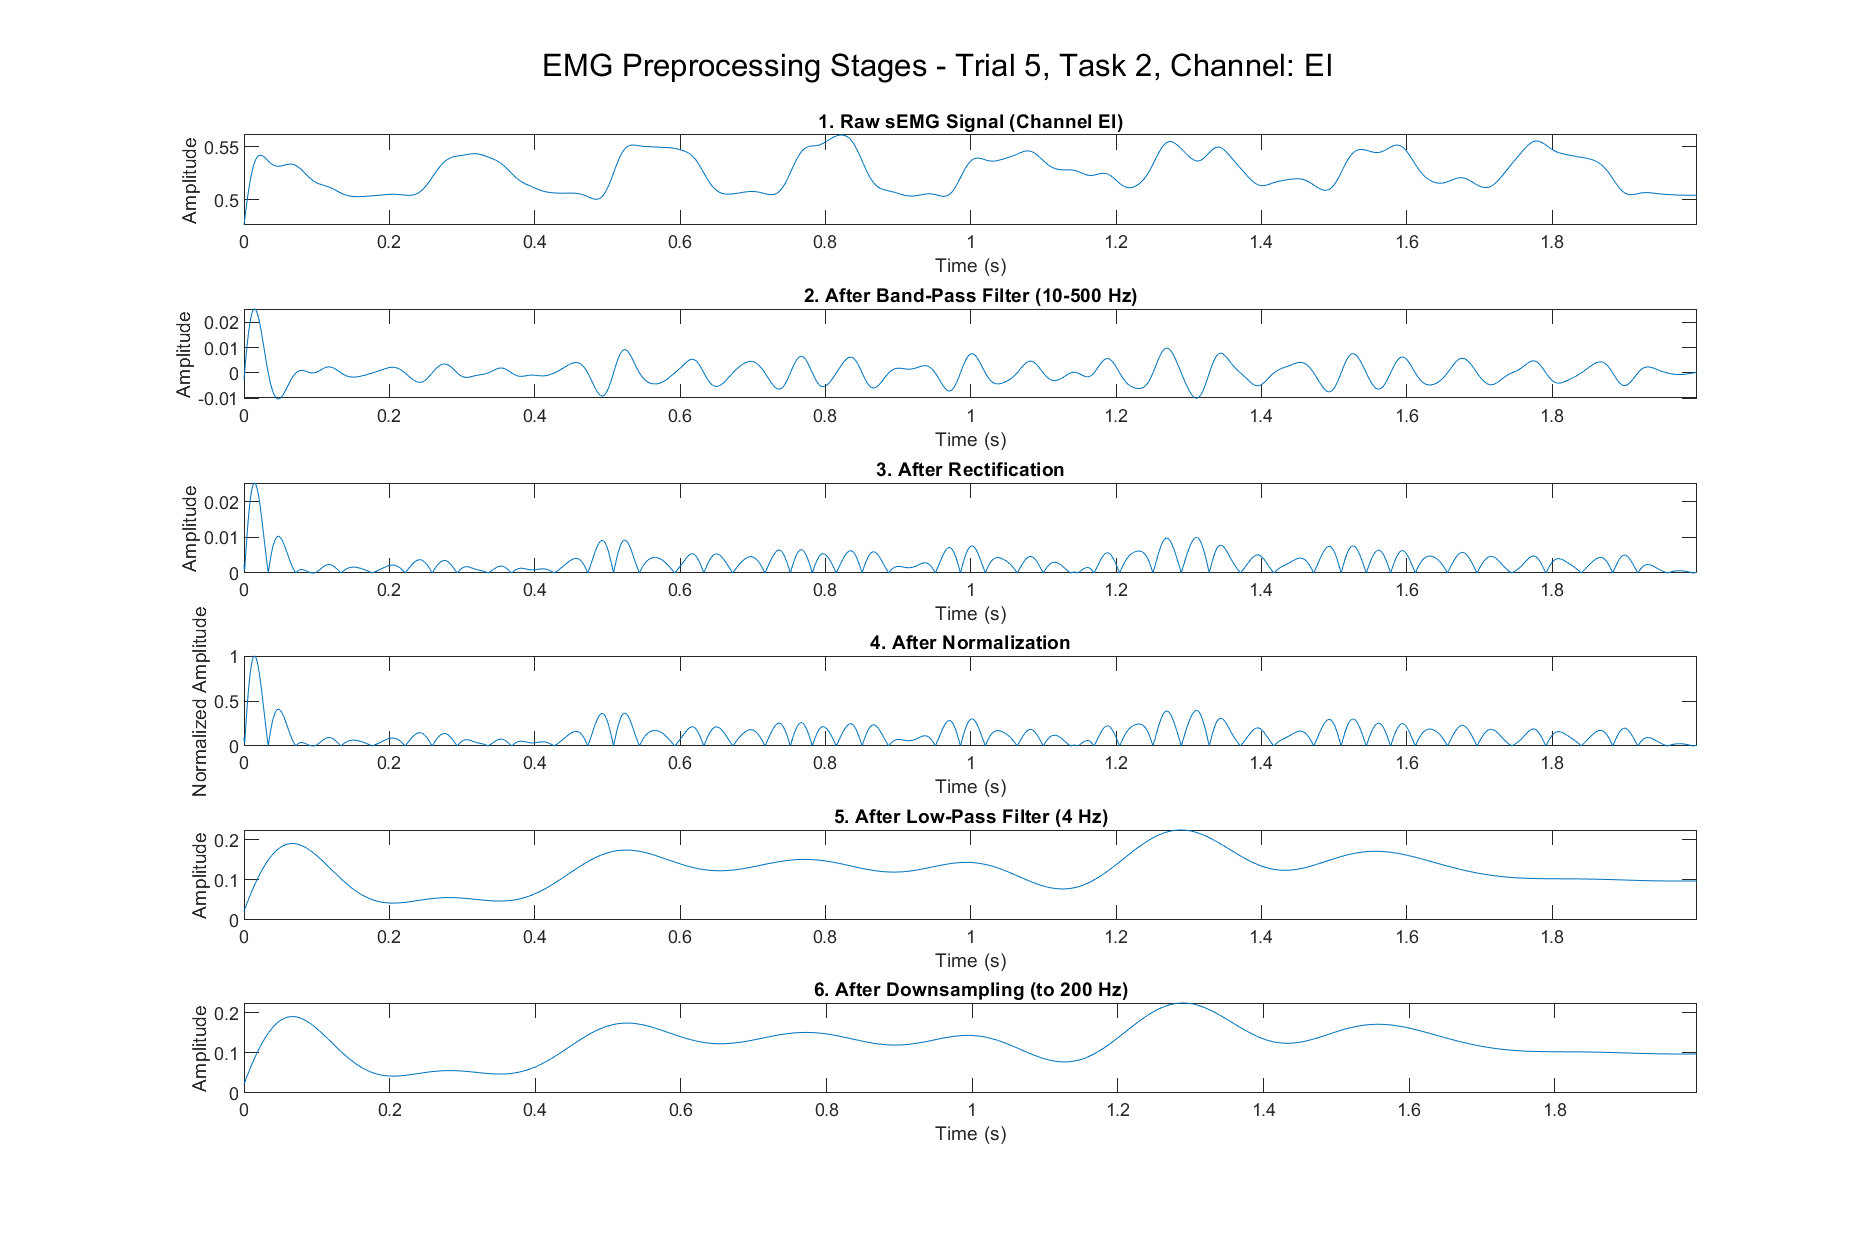 EMG Preprocessing Stages - Trial 5, Task 2, Channel: EI
1. Raw sEMG Signal (Channel EI)
Amplitude
0.55
0.5
0 0.2 0.4 0.6 0.8 1 1.2 1.4 1.6 1.8
Time (s)
2. After Band-Pass Filter (10-500 Hz)
Amplitude
0.02
0.01
0
-0.01
0 0.2 0.4 0.6 0.8 1 1.2 1.4 1.6 1.8
Time (s)
3. After Rectification
Amplitude
0.02
0.01
0
0 0.2 0.4 0.6 0.8 1 1.2 1.4 1.6 1.8
Time (s)
4. After Normalization
Normalized Amplitude
1
0.5
0
0 0.2 0.4 0.6 0.8 1 1.2 1.4 1.6 1.8
Time (s)
5. After Low-Pass Filter (4 Hz)
Amplitude
0.2
0.1
0
0 0.2 0.4 0.6 0.8 1 1.2 1.4 1.6 1.8
Time (s)
6. After Downsampling (to 200 Hz)
Amplitude
0.2
0.1
0
0 0.2 0.4 0.6 0.8 1 1.2 1.4 1.6 1.8
Time (s)